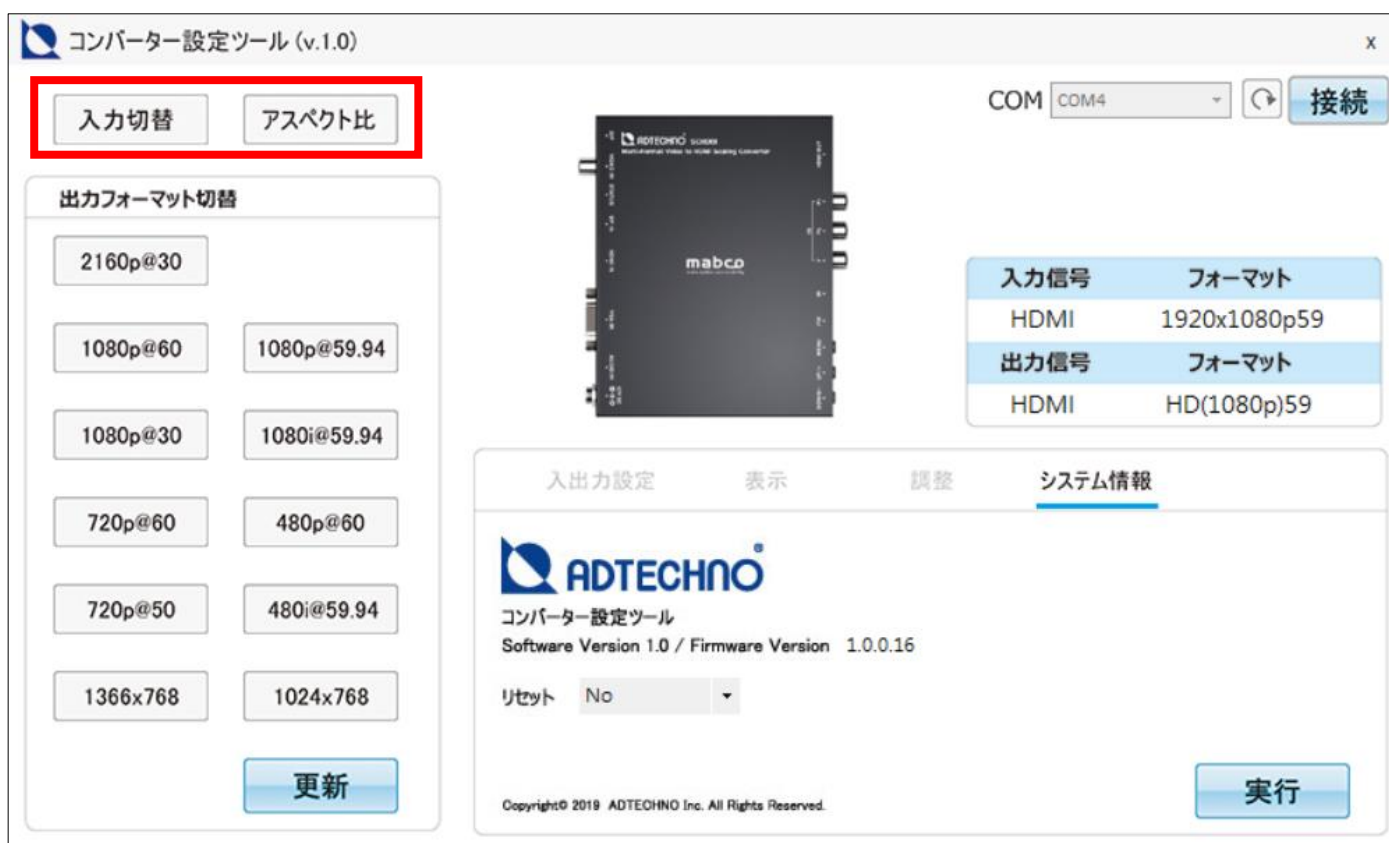 コンバーター設定ツール (v.1.0)
x
入力切替
アスペクト比
COM
COM4
接続
出力フォーマット切替
2160p@30
1080p@60
1080p@59.94
1080p@30
1080i@59.94
720p@60
480p@60
720p@50
480i@59.94
1366x768
1024x768
更新
ADTECHNO
Multi-Format Video to HDMI Scaling Converter
mabco
入力信号 フォーマット
HDMI 1920x1080p59
出力信号 フォーマット
HDMI HD(1080p)59
入出力設定 表示 調整 システム情報
ADTECHNO®
コンバーター設定ツール
Software Version 1.0 / Firmware Version 1.0.0.16
リセット No
実行
Copyright© 2019 ADTECHNO Inc. All Rights Reserved.